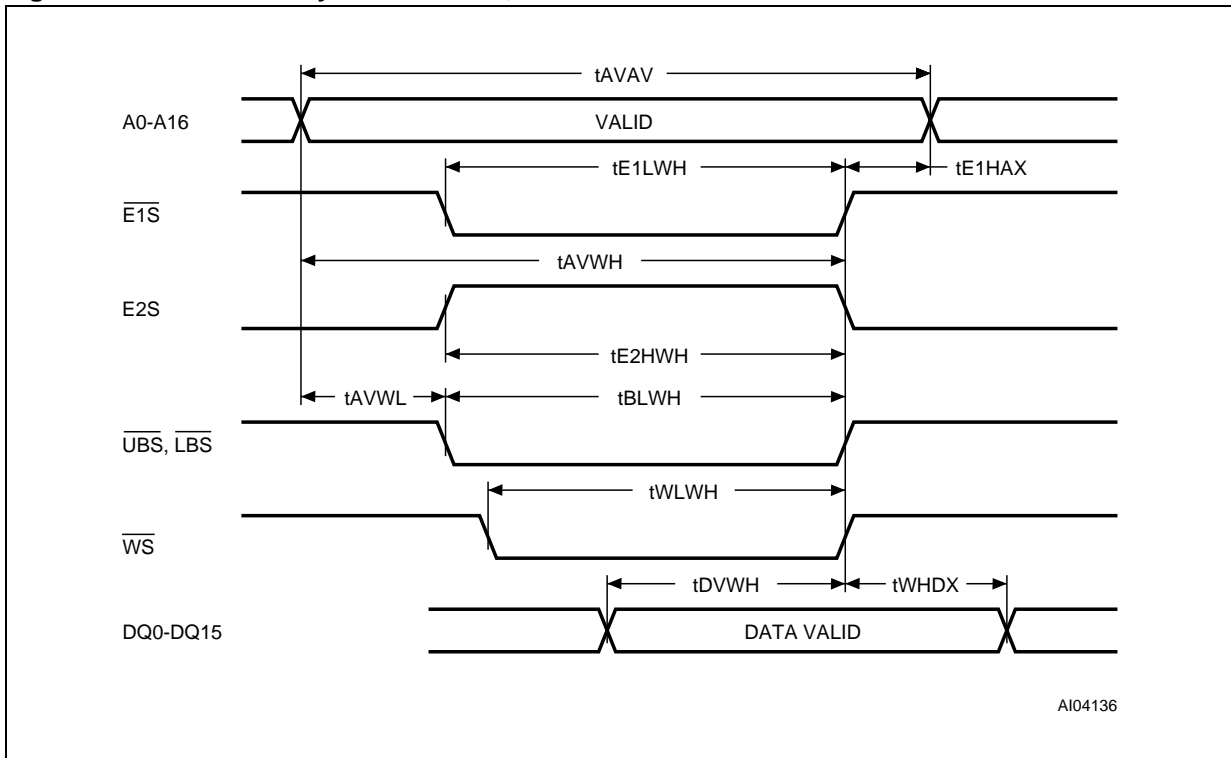 tAVAV
A0-A16
VALID
tE1LWH
tE1HAX
E1S
tAVWH
E2S
tE2HWH
tAVWL
tBLWH
UBS, LBS
tWLWH
WS
tDVWH
tWHDX
DQ0-DQ15
DATA VALID
AI04136